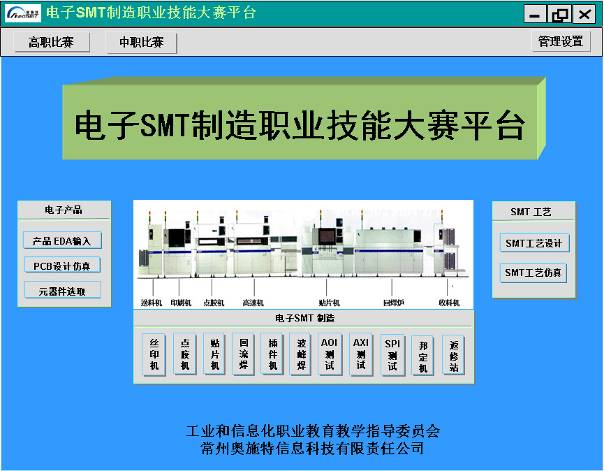 电子SMT制造职业技能大赛平台
高职比赛 中职比赛 管理设置
电子SMT制造职业技能大赛平台
电子产品
产品EDA输入
PCB设计仿真
元器件选取
送料机 印刷机 点胶机 高速机 贴片机 回焊炉 收料机
电子SMT 制造
丝印机 点胶机 贴片机 回流焊 插件机 波峰焊 AOI测试 AXI测试 SPI测试 邦定机 返修站
SMT 工艺
SMT工艺设计
SMT工艺仿真
工业和信息化职业教育教学指导委员会
常州奥施特信息科技有限责任公司